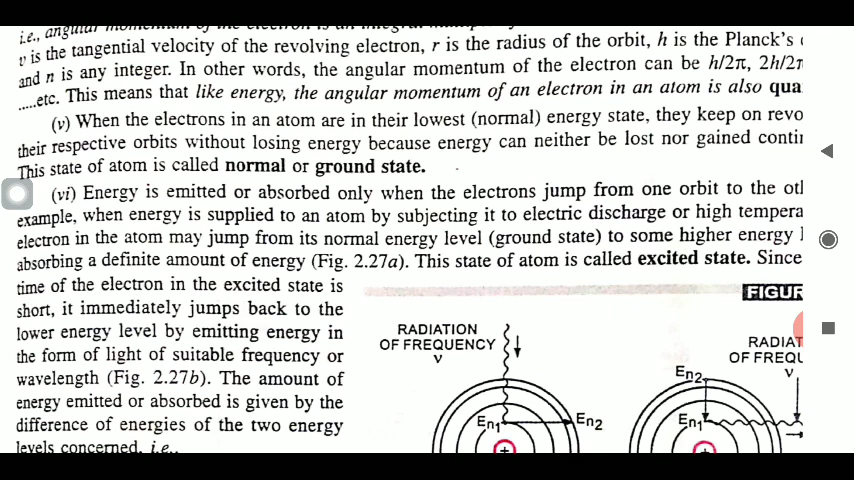 i.e., angular momentum of the electron is an integral
v is the tangential velocity of the revolving electron, r is the radius of the orbit, h is the Planck's
and n is any integer. In other words, the angular momentum of the electron can be h/2π, 2h/2π
.....etc. This means that like energy, the angular momentum of an electron in an atom is also qua
(v) When the electrons in an atom are in their lowest (normal) energy state, they keep on revo
their respective orbits without losing energy because energy can neither be lost nor gained contin
This state of atom is called normal or ground state.
(vi) Energy is emitted or absorbed only when the electrons jump from one orbit to the oth
example, when energy is supplied to an atom by subjecting it to electric discharge or high tempera
electron in the atom may jump from its normal energy level (ground state) to some higher energy l
absorbing a definite amount of energy (Fig. 2.27a). This state of atom is called excited state. Since
time of the electron in the excited state is
short, it immediately jumps back to the
lower energy level by emitting energy in
the form of light of suitable frequency or
wavelength (Fig. 2.27b). The amount of
energy emitted or absorbed is given by the
difference of energies of the two energy
levels concerned, i.e.,
FIGUR
RADIATION
OF FREQUENCY
ν
En1
En2
+
RADIAT
OF FREQU
ν
En2
En1
+